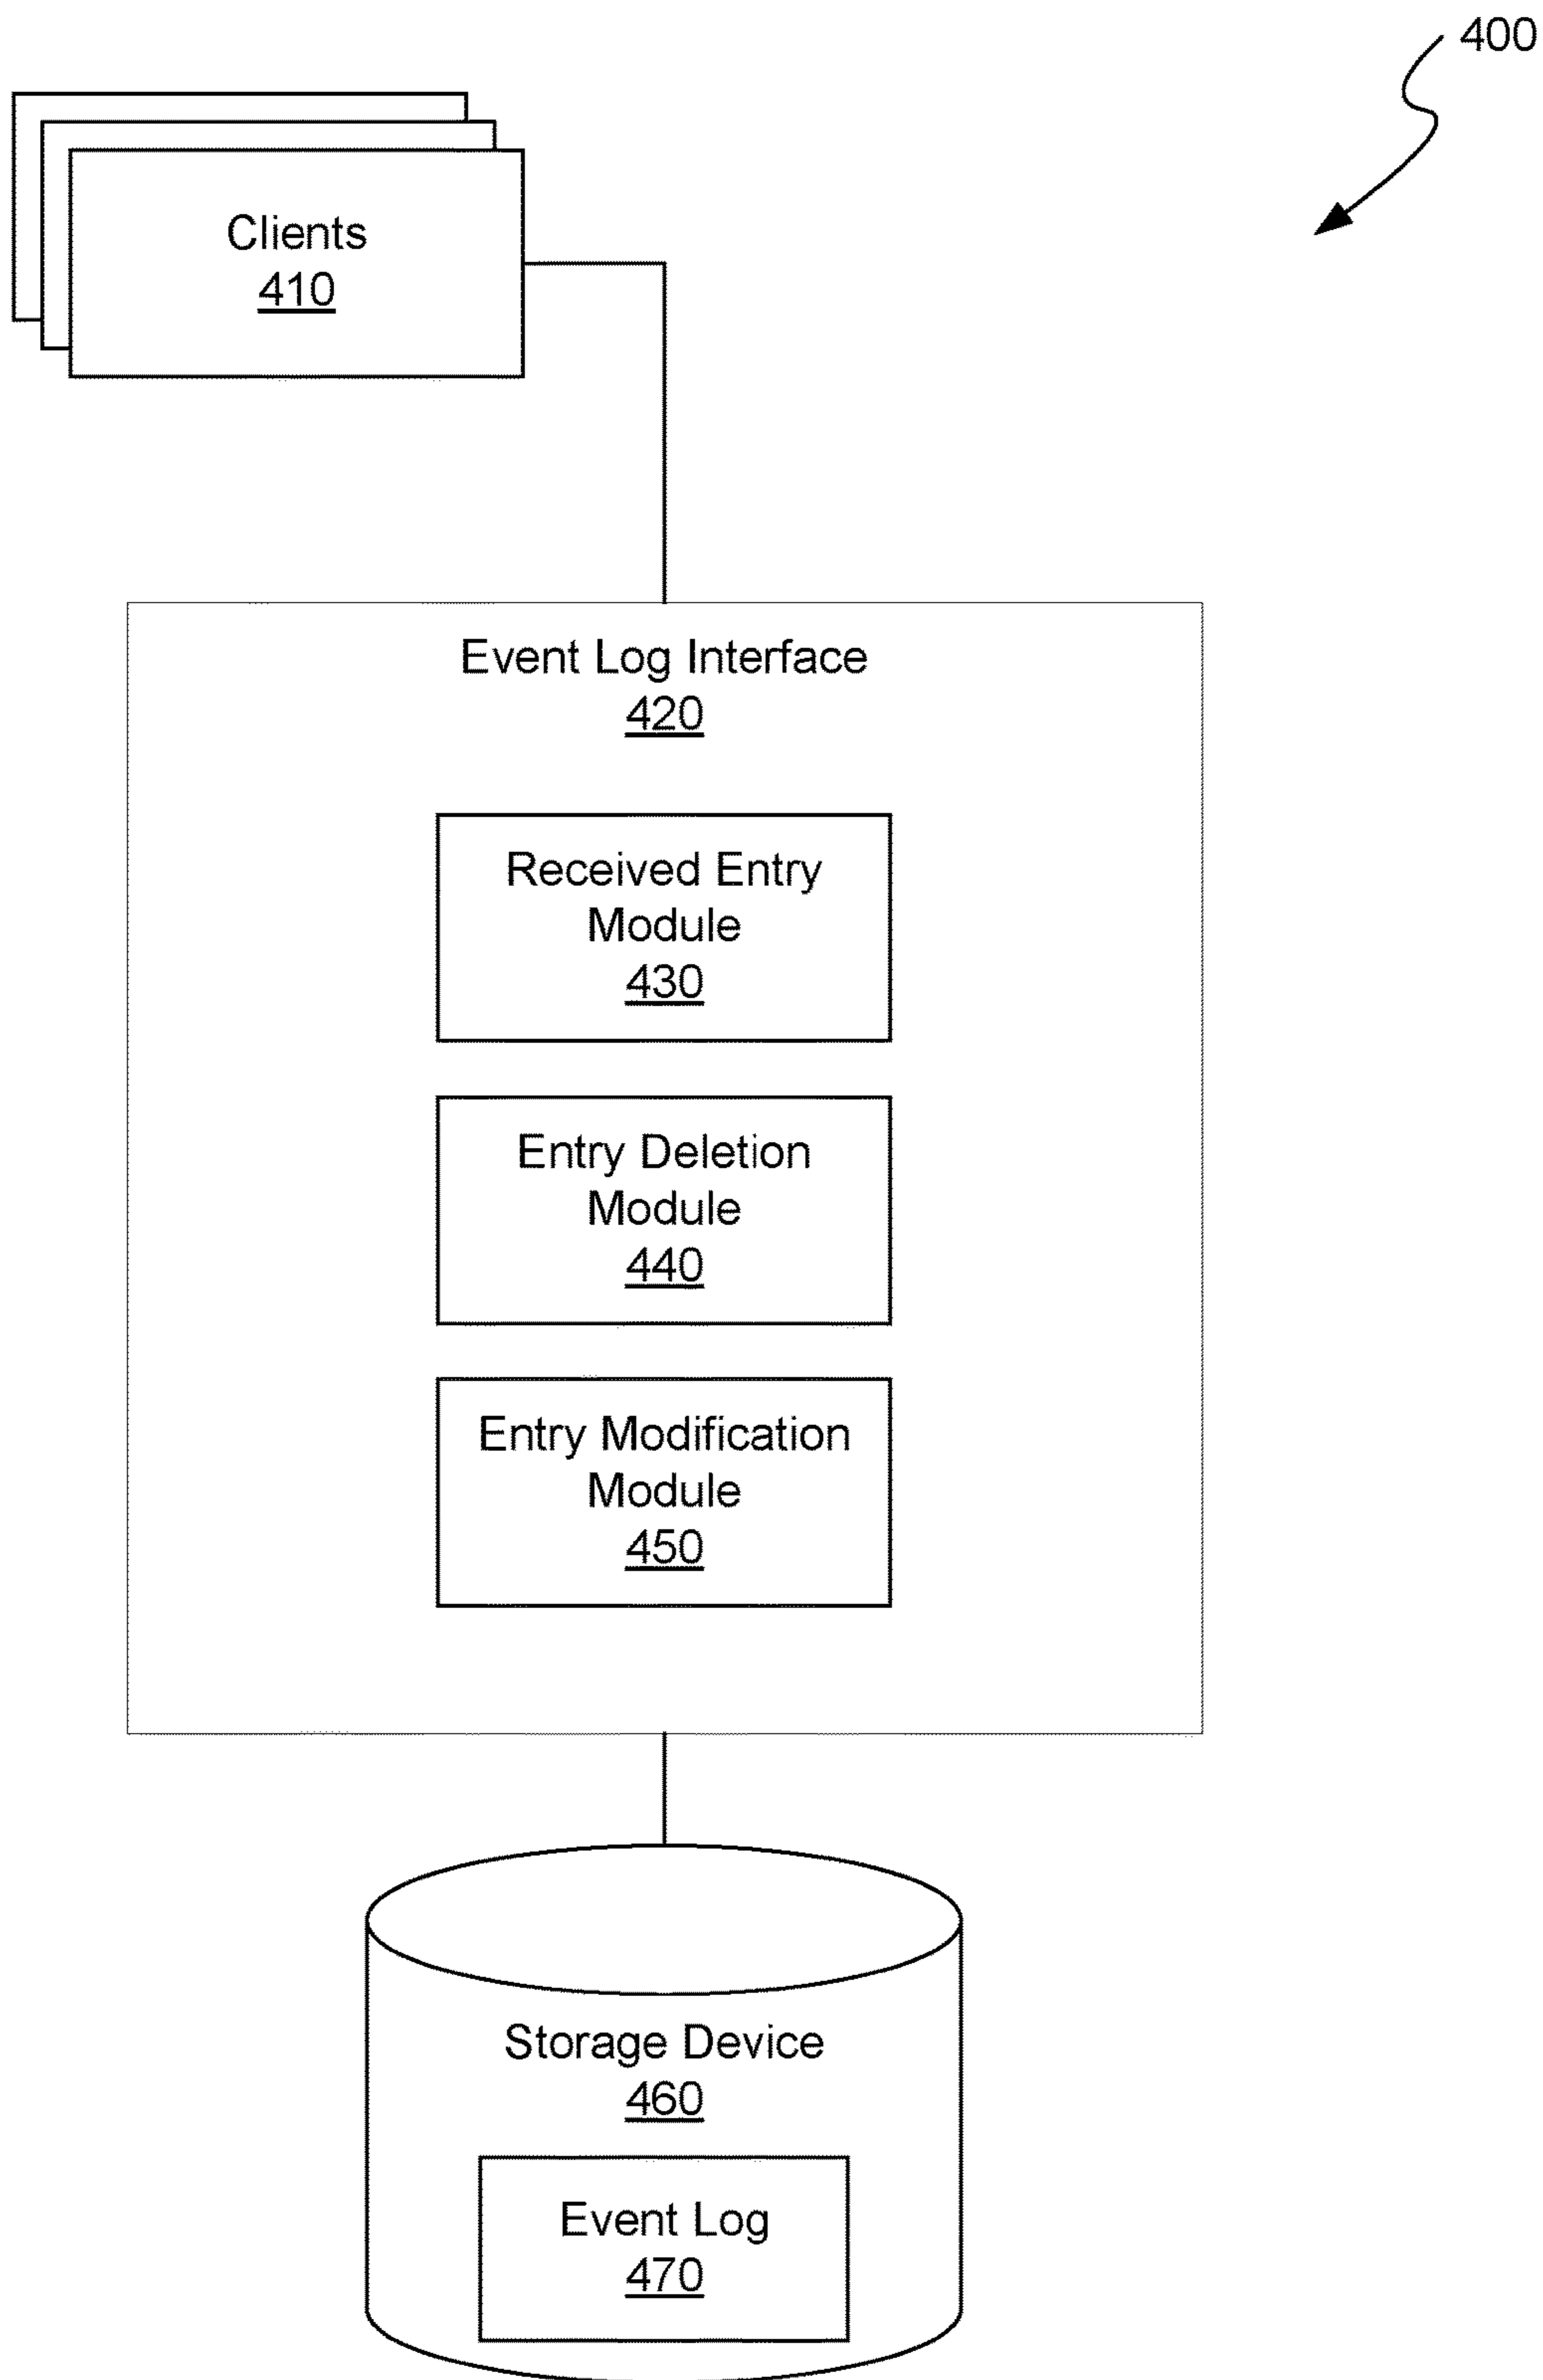 400
Clients
410
Event Log Interface
420
Received Entry
Module
430
Entry Deletion
Module
440
Entry Modification
Module
450
Storage Device
460
Event Log
470